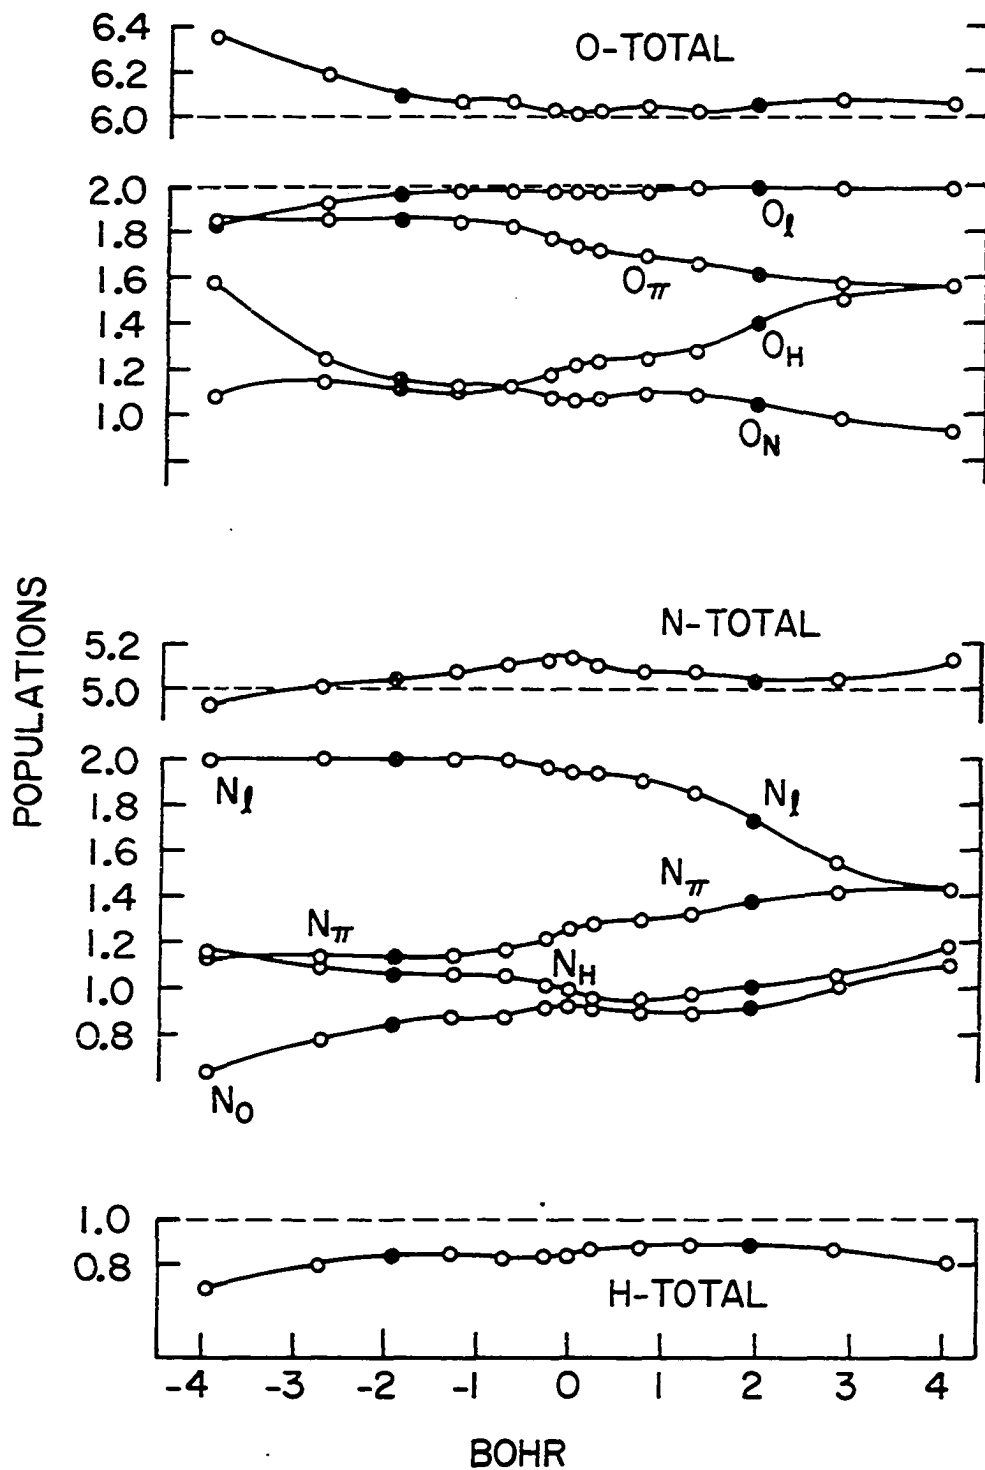 6.4
O-TOTAL
6.2
6.0
2.0
Oℓ
1.8
Oπ
1.6
1.4
OH
1.2
1.0
ON
POPULATIONS
N-TOTAL
5.2
5.0
2.0
Nℓ
Nℓ
1.8
1.6
Nπ
1.4
Nπ
1.2
NH
1.0
0.8
NO
1.0
0.8
H-TOTAL
-4 -3 -2 -1 0 1 2 3 4
BOHR